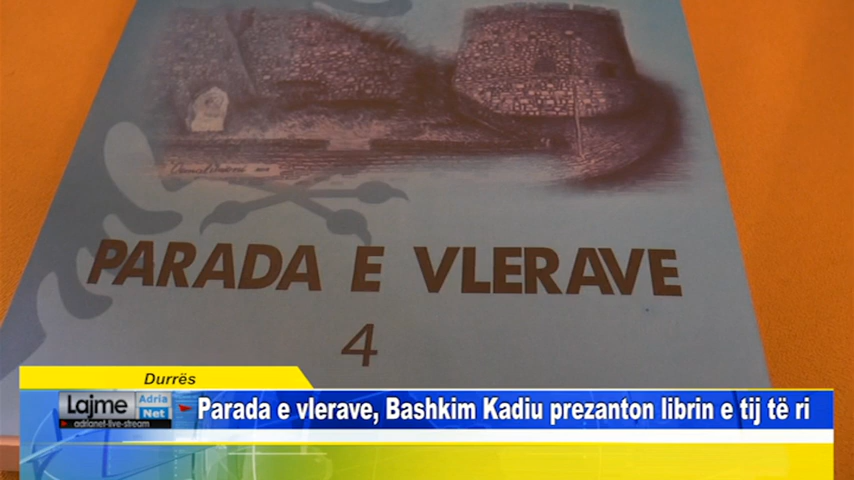 PARADA E VLERAVE
4
Durrës
Lajme
Adria
Net
adrianet-live-stream
Parada e vlerave, Bashkim Kadiu prezanton librin e tij të ri